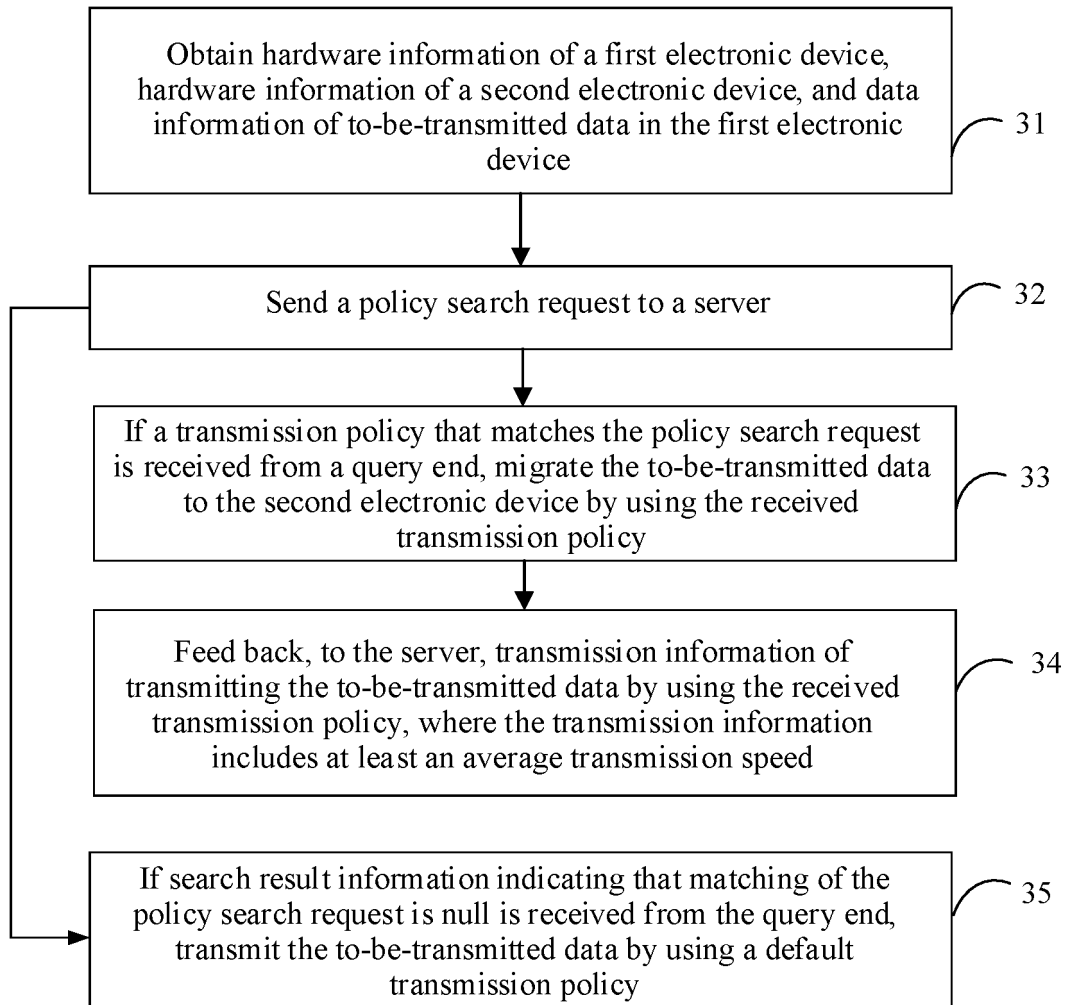 Obtain hardware information of a first electronic device,
hardware information of a second electronic device, and data
information of to-be-transmitted data in the first electronic
device
31
Send a policy search request to a server
32
If a transmission policy that matches the policy search request
is received from a query end, migrate the to-be-transmitted data
to the second electronic device by using the received
transmission policy
33
Feed back, to the server, transmission information of
transmitting the to-be-transmitted data by using the received
transmission policy, where the transmission information
includes at least an average transmission speed
34
If search result information indicating that matching of the
policy search request is null is received from the query end,
transmit the to-be-transmitted data by using a default
transmission policy
35